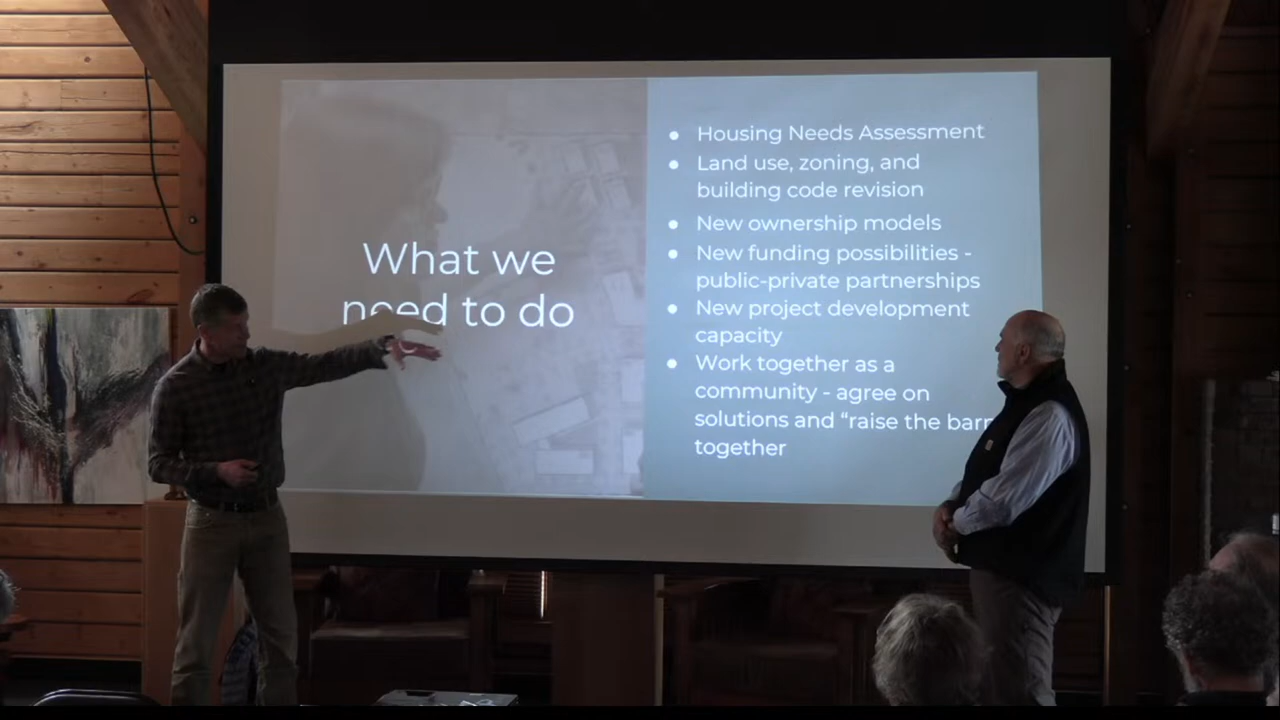 What we
need to do
● Housing Needs Assessment
● Land use, zoning, and
building code revision
● New ownership models
● New funding possibilities -
public-private partnerships
● New project development
capacity
● Work together as a
community - agree on
solutions and “raise the barn
together